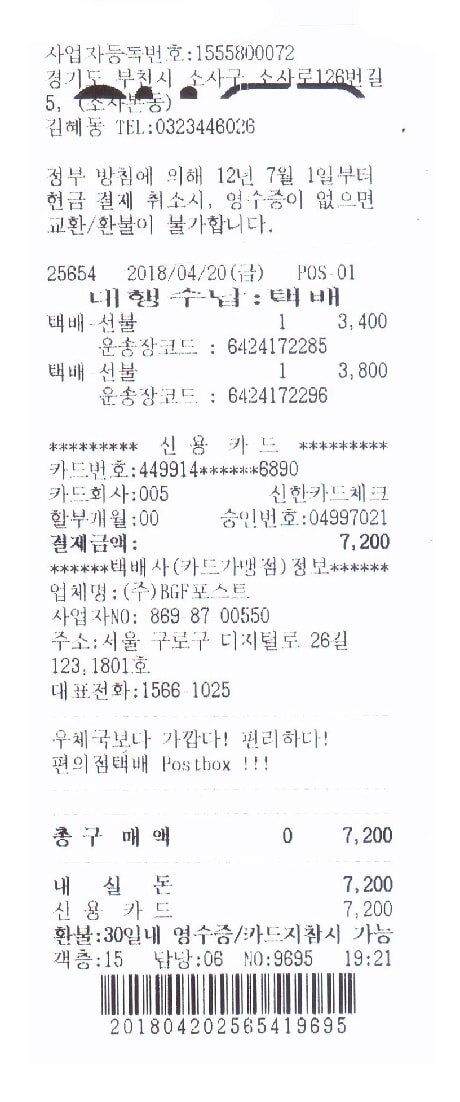 사업자등록번호:1555800072
경기도 부천시 소사구 소사로126번길
5, (소사본동)
김혜동 TEL:0323446026
정부 방침에 의해 12년 7월 1일부터
현금 결제 취소시, 영수증이 없으면
교환/환불이 불가합니다.
25654 2018/04/20(금) POS-01
대행수납:택배
택배-선불 1 3,400
운송장코드 : 6424172285
택배-선불 1 3,800
운송장코드 : 6424172296
********* 신 용 카 드 *********
카드번호:449914******6890
카드회사:005 신한카드체크
할부개월:00 승인번호:04997021
결제금액: 7,200
******택배사(카드가맹점)정보******
업체명:(주)BGF포스트
사업자NO: 869 87 00550
주소:서울 구로구 디지털로 26길
123,1801호
대표전화:1566-1025
우체국보다 가깝다! 편리하다!
편의점택배 Postbox !!!
총 구 매 액 0 7,200
내 실 돈 7,200
신 용 카 드 7,200
환불:30일내 영수증/카드지참시 가능
객층:15 담당:06 NO:9695 19:21
201804202565419695